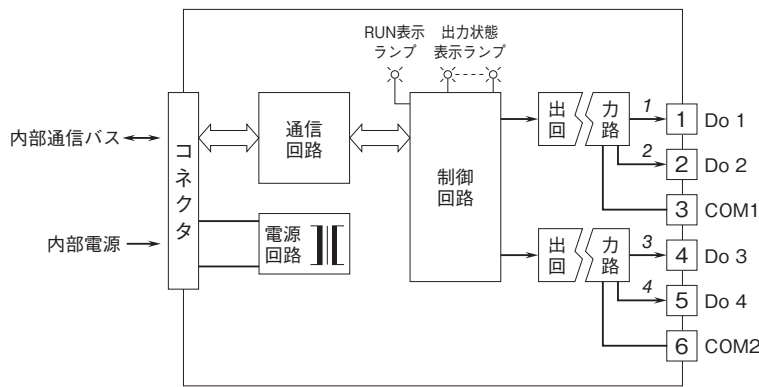 RUN表示
ランプ
出力状態
表示ランプ
内部通信バス
内部電源
コネクタ
通信
回路
電源
回路
制御
回路
出力
回路
1
2
1 Do 1
2 Do 2
3 COM1
出力
回路
3
4
4 Do 3
5 Do 4
6 COM2